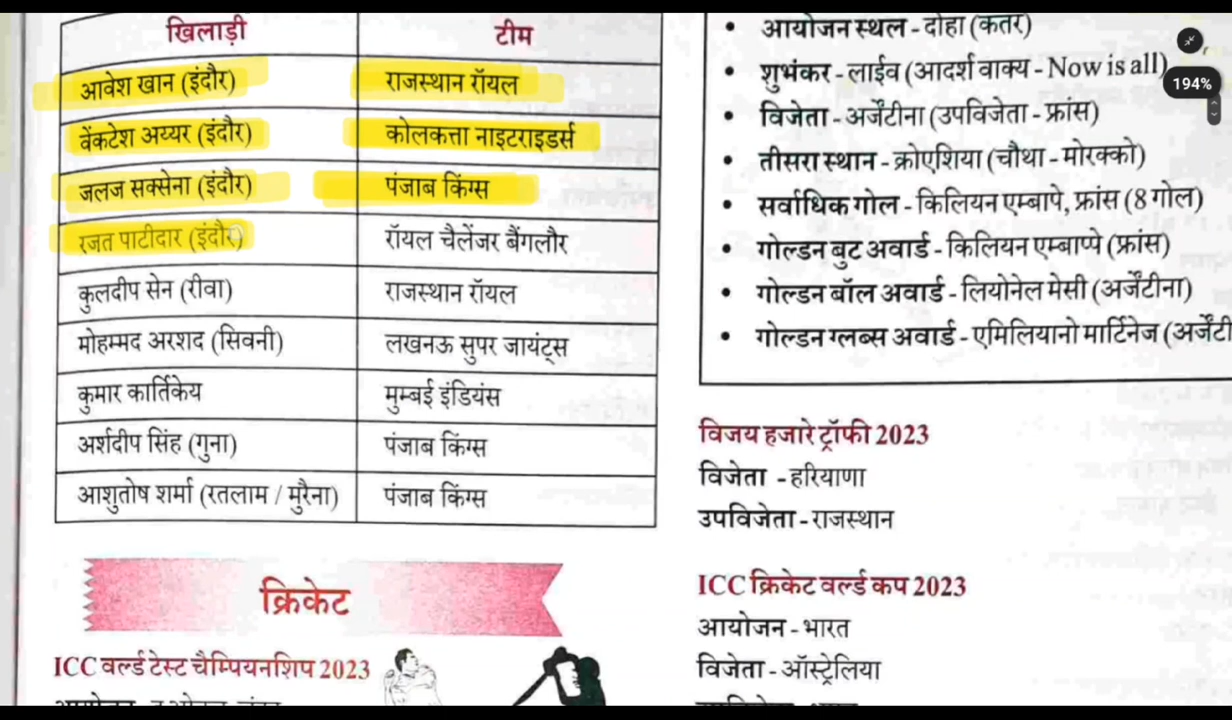 खिलाड़ी टीम
आवेश खान (इंदौर) राजस्थान रॉयल
वेंकटेश अय्यर (इंदौर) कोलकत्ता नाइटराइडर्स
जलज सक्सेना (इंदौर) पंजाब किंग्स
रजत पाटीदार (इंदौर) रॉयल चैलेंजर बैंगलौर
कुलदीप सेन (रीवा) राजस्थान रॉयल
मोहम्मद अरशद (सिवनी) लखनऊ सुपर जायंट्स
कुमार कार्तिकेय मुम्बई इंडियंस
अर्शदीप सिंह (गुना) पंजाब किंग्स
आशुतोष शर्मा (रतलाम / मुरैना) पंजाब किंग्स
क्रिकेट
ICC वर्ल्ड टेस्ट चैम्पियनशिप 2023
• आयोजन स्थल - दोहा (कतर)
• शुभंकर - लाईव (आदर्श वाक्य - Now is all)
• विजेता - अर्जेंटीना (उपविजेता - फ्रांस)
• तीसरा स्थान - क्रोएशिया (चौथा - मोरक्को)
• सर्वाधिक गोल - किलियन एम्बापे, फ्रांस (8 गोल)
• गोल्डन बुट अवार्ड - किलियन एम्बाप्पे (फ्रांस)
• गोल्डन बॉल अवार्ड - लियोनेल मेसी (अर्जेंटीना)
• गोल्डन ग्लब्स अवार्ड - एमिलियानो मार्टिनेज (अर्जेंटी
विजय हजारे ट्रॉफी 2023
विजेता - हरियाणा
उपविजेता - राजस्थान
ICC क्रिकेट वर्ल्ड कप 2023
आयोजन - भारत
विजेता - ऑस्ट्रेलिया
194%